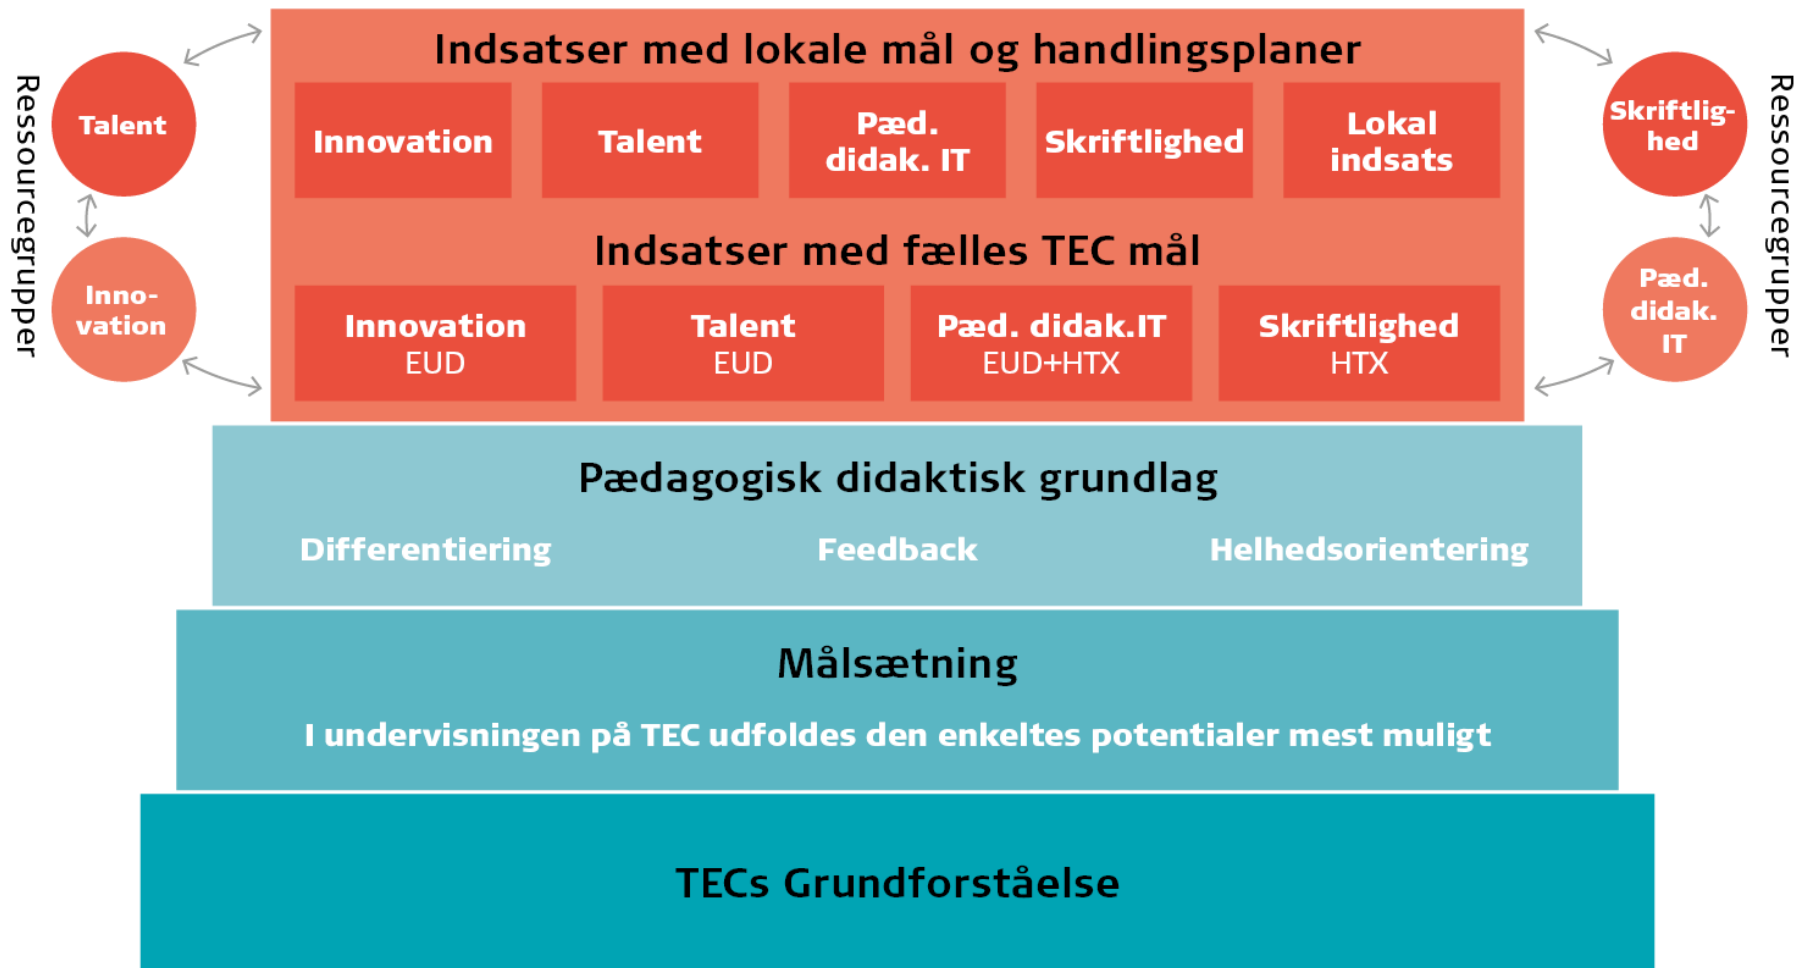 Indsatser med lokale mål og handlingsplaner
Innovation
Talent
Pæd.
didak. IT
Skriftlighed
Lokal
indsats
Indsatser med fælles TEC mål
Innovation
EUD
Talent
EUD
Pæd. didak.IT
EUD+HTX
Skriftlighed
HTX
Ressourcegrupper
Talent
Inno-
vation
Skriftlig-
hed
Pæd.
didak.
IT
Ressourcegrupper
Pædagogisk didaktisk grundlag
Differentiering
Feedback
Helhedsorientering
Målsætning
I undervisningen på TEC udfoldes den enkeltes potentialer mest muligt
TECs Grundforståelse